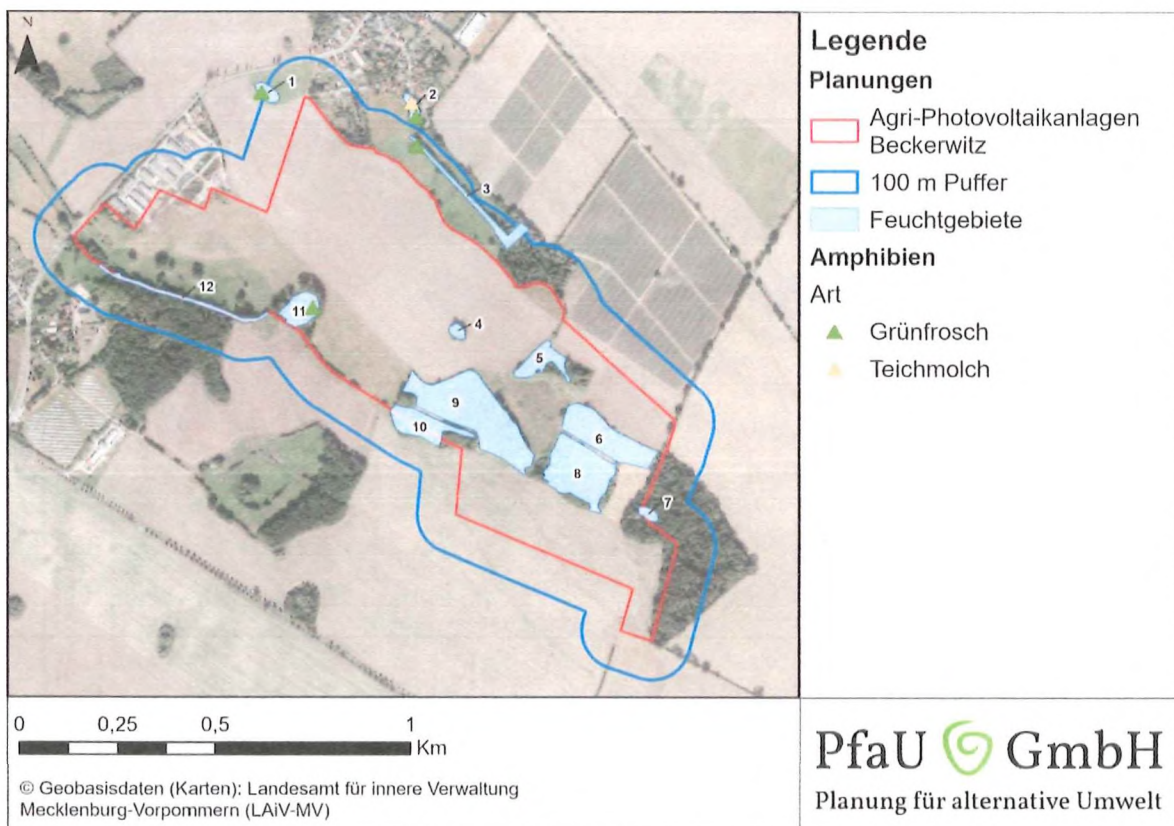 N
1
2
3
12
11
4
5
9
10
6
8
7
Legende
Planungen
Agri-Photovoltaikanlagen
Beckerwitz
100 m Puffer
Feuchtgebiete
Amphibien
Art
Grünfrosch
Teichmolch
0 0,25 0,5 1
Km
© Geobasisdaten (Karten): Landesamt für innere Verwaltung
Mecklenburg-Vorpommern (LAiV-MV)
PfaU GmbH
Planung für alternative Umwelt